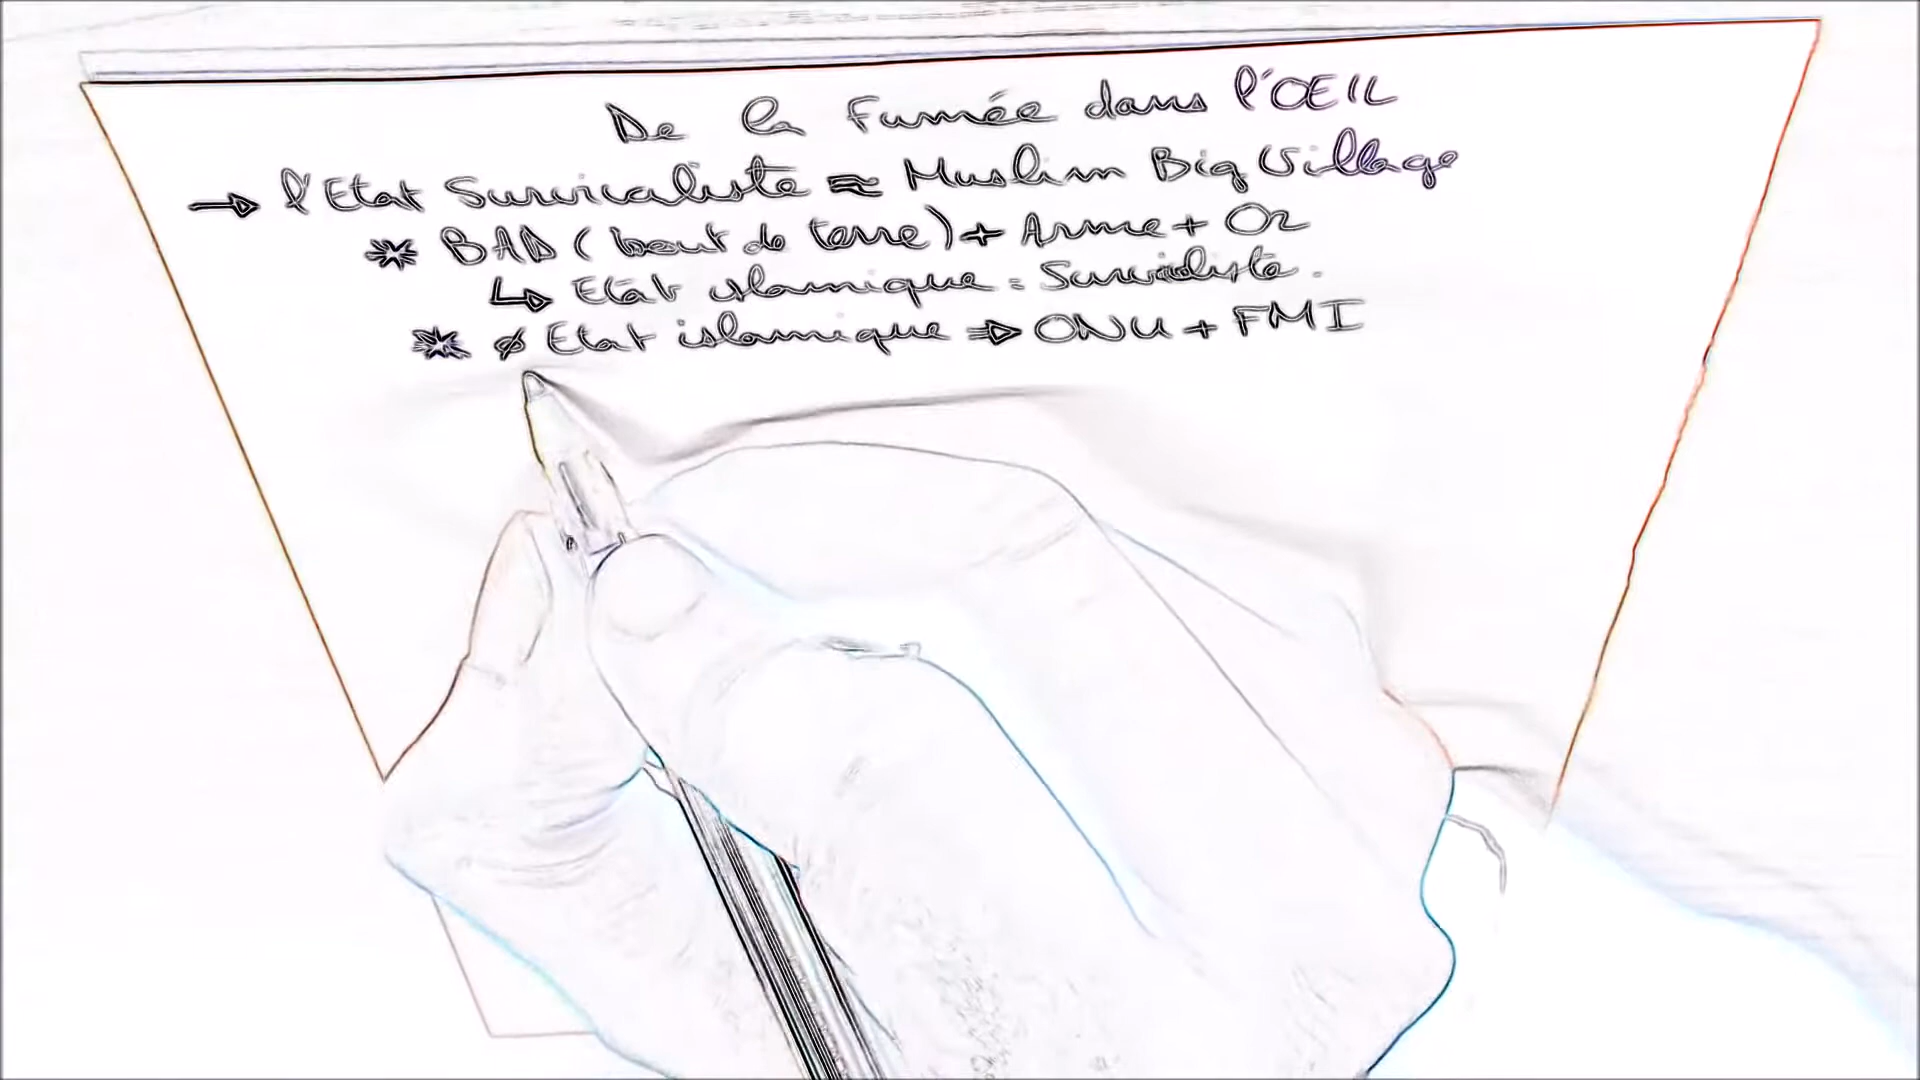 De la Fumée dans l'OEIL
→ l'Etat Survivaliste ≈ Muslim Big Village
* BAD (bout de terre) + Arme + Or
↳ Etat islamique = Survivaliste.
* ø Etat islamique ⇒ ONU + FMI